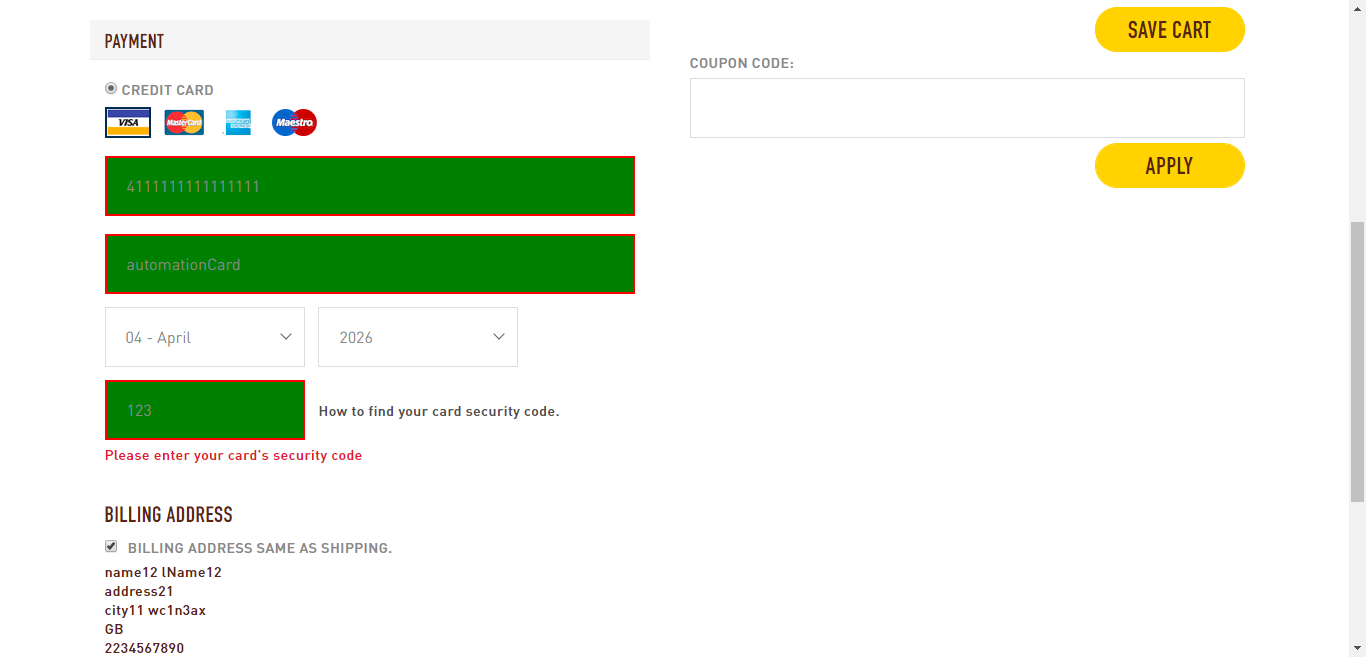 PAYMENT
CREDIT CARD
VISA
MasterCard
Maestro
4111111111111111
automationCard
04 - April
2026
123
How to find your card security code.
Please enter your card's security code
BILLING ADDRESS
BILLING ADDRESS SAME AS SHIPPING.
name12 lName12
address21
city11 wc1n3ax
GB
2234567890
SAVE CART
COUPON CODE:
APPLY